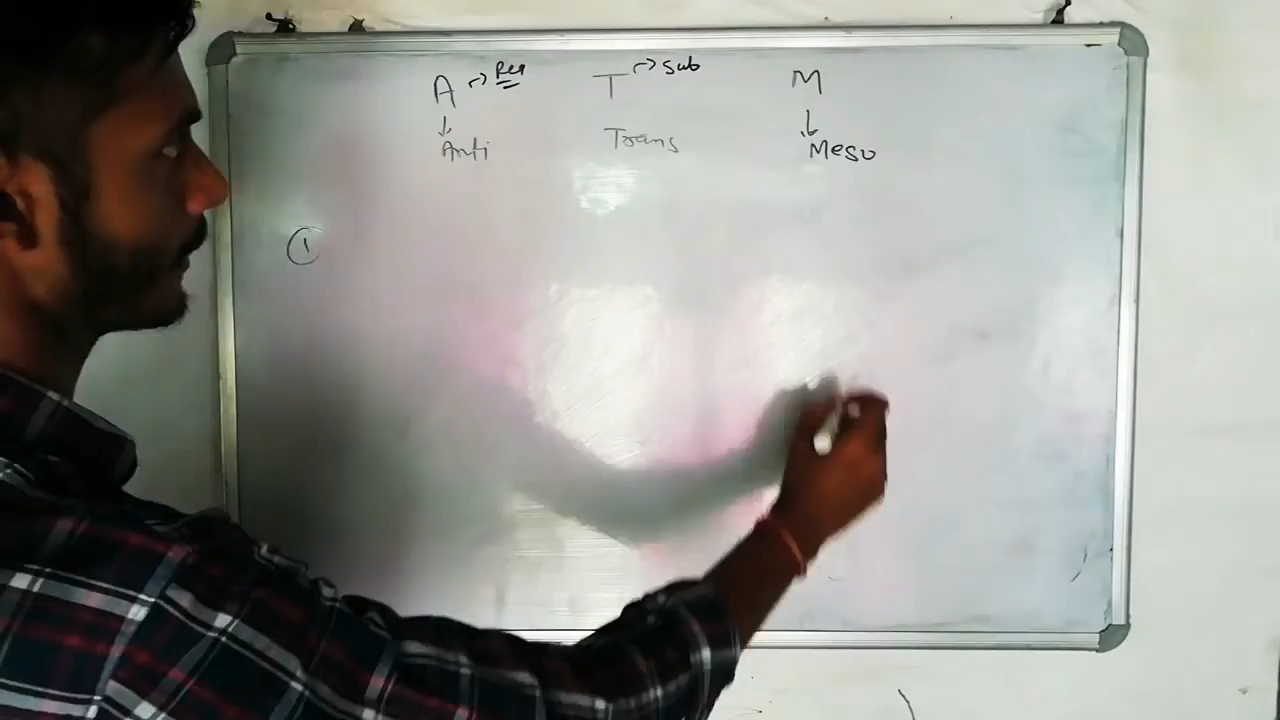 A → Rea T → Sub M
↓ ↓
Anti Trans Meso
①